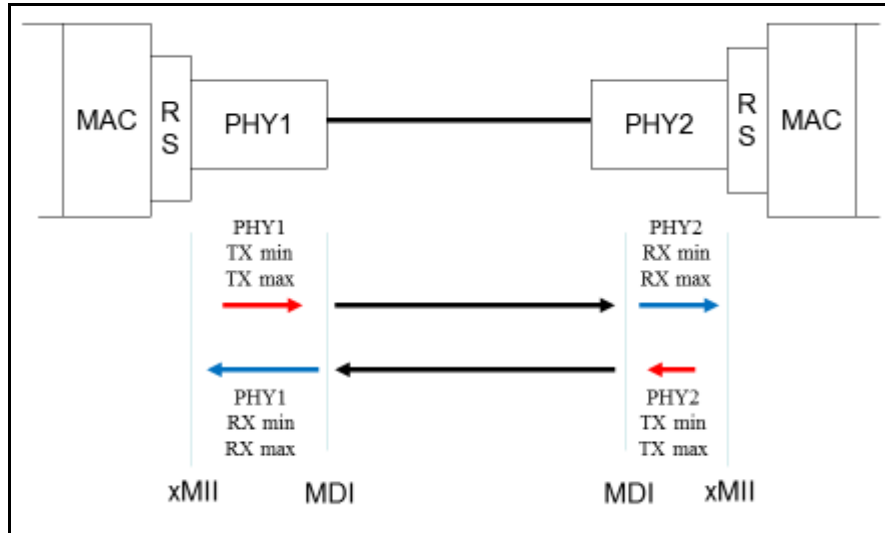 MAC
R
S
PHY1
PHY2
R
S
MAC
PHY1
TX min
TX max
PHY2
RX min
RX max
PHY1
RX min
RX max
PHY2
TX min
TX max
xMII
MDI
MDI
xMII